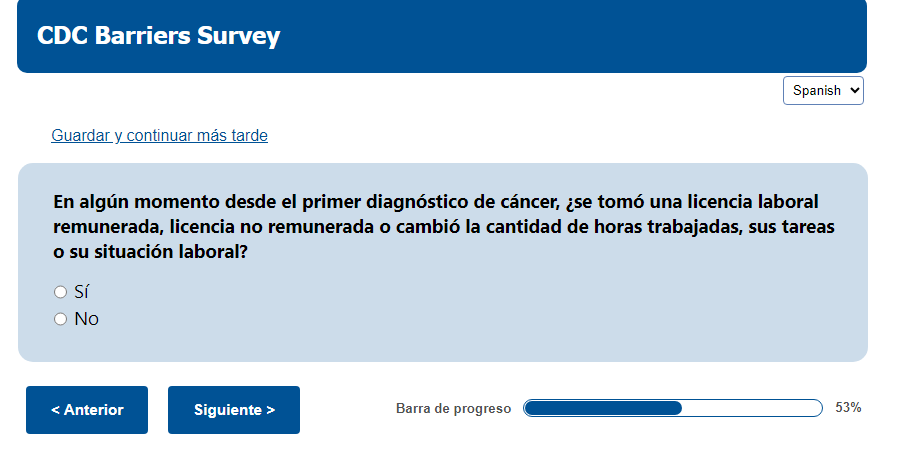 CDC Barriers Survey
Spanish
Guardar y continuar más tarde
En algún momento desde el primer diagnóstico de cáncer, ¿se tomó una licencia laboral
remunerada, licencia no remunerada o cambió la cantidad de horas trabajadas, sus tareas
o su situación laboral?
Sí
No
< Anterior
Siguiente >
Barra de progreso
53%